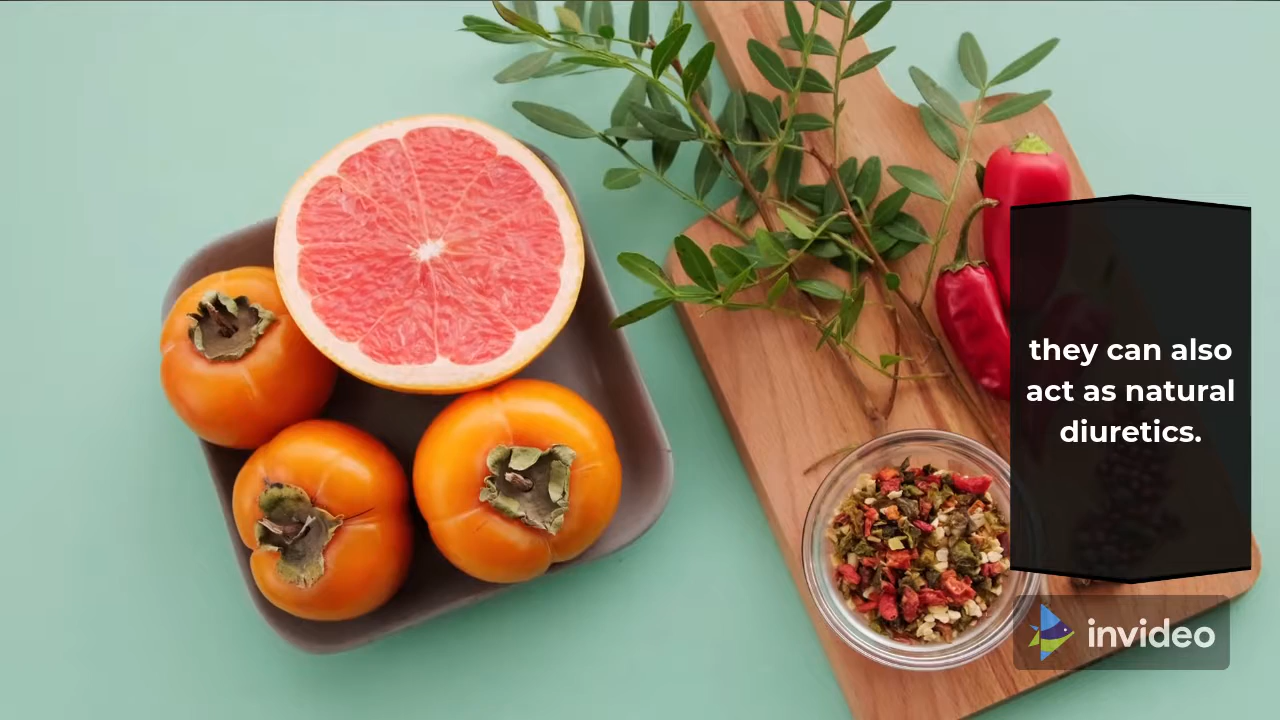 they can also
act as natural
diuretics.
invideo